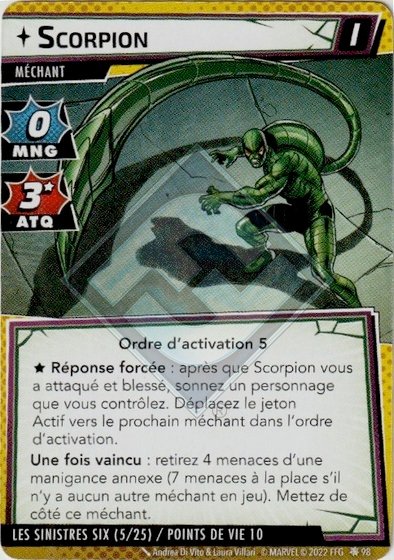 SCORPION
I
MÉCHANT
0
MNG
3*
ATQ
Ordre d'activation 5
★ Réponse forcée : après que Scorpion vous
a attaqué et blessé, sonnez un personnage
que vous contrôlez. Déplacez le jeton
Actif vers le prochain méchant dans l'ordre
d'activation.
Une fois vaincu : retirez 4 menaces d'une
manigance annexe (7 menaces à la place s'il
n'y a aucun autre méchant en jeu). Mettez de
côté ce méchant.
LES SINISTRES SIX (5/25) / POINTS DE VIE 10
Andrea Di Vito & Laura Villari · © MARVEL © 2022 FFG 98